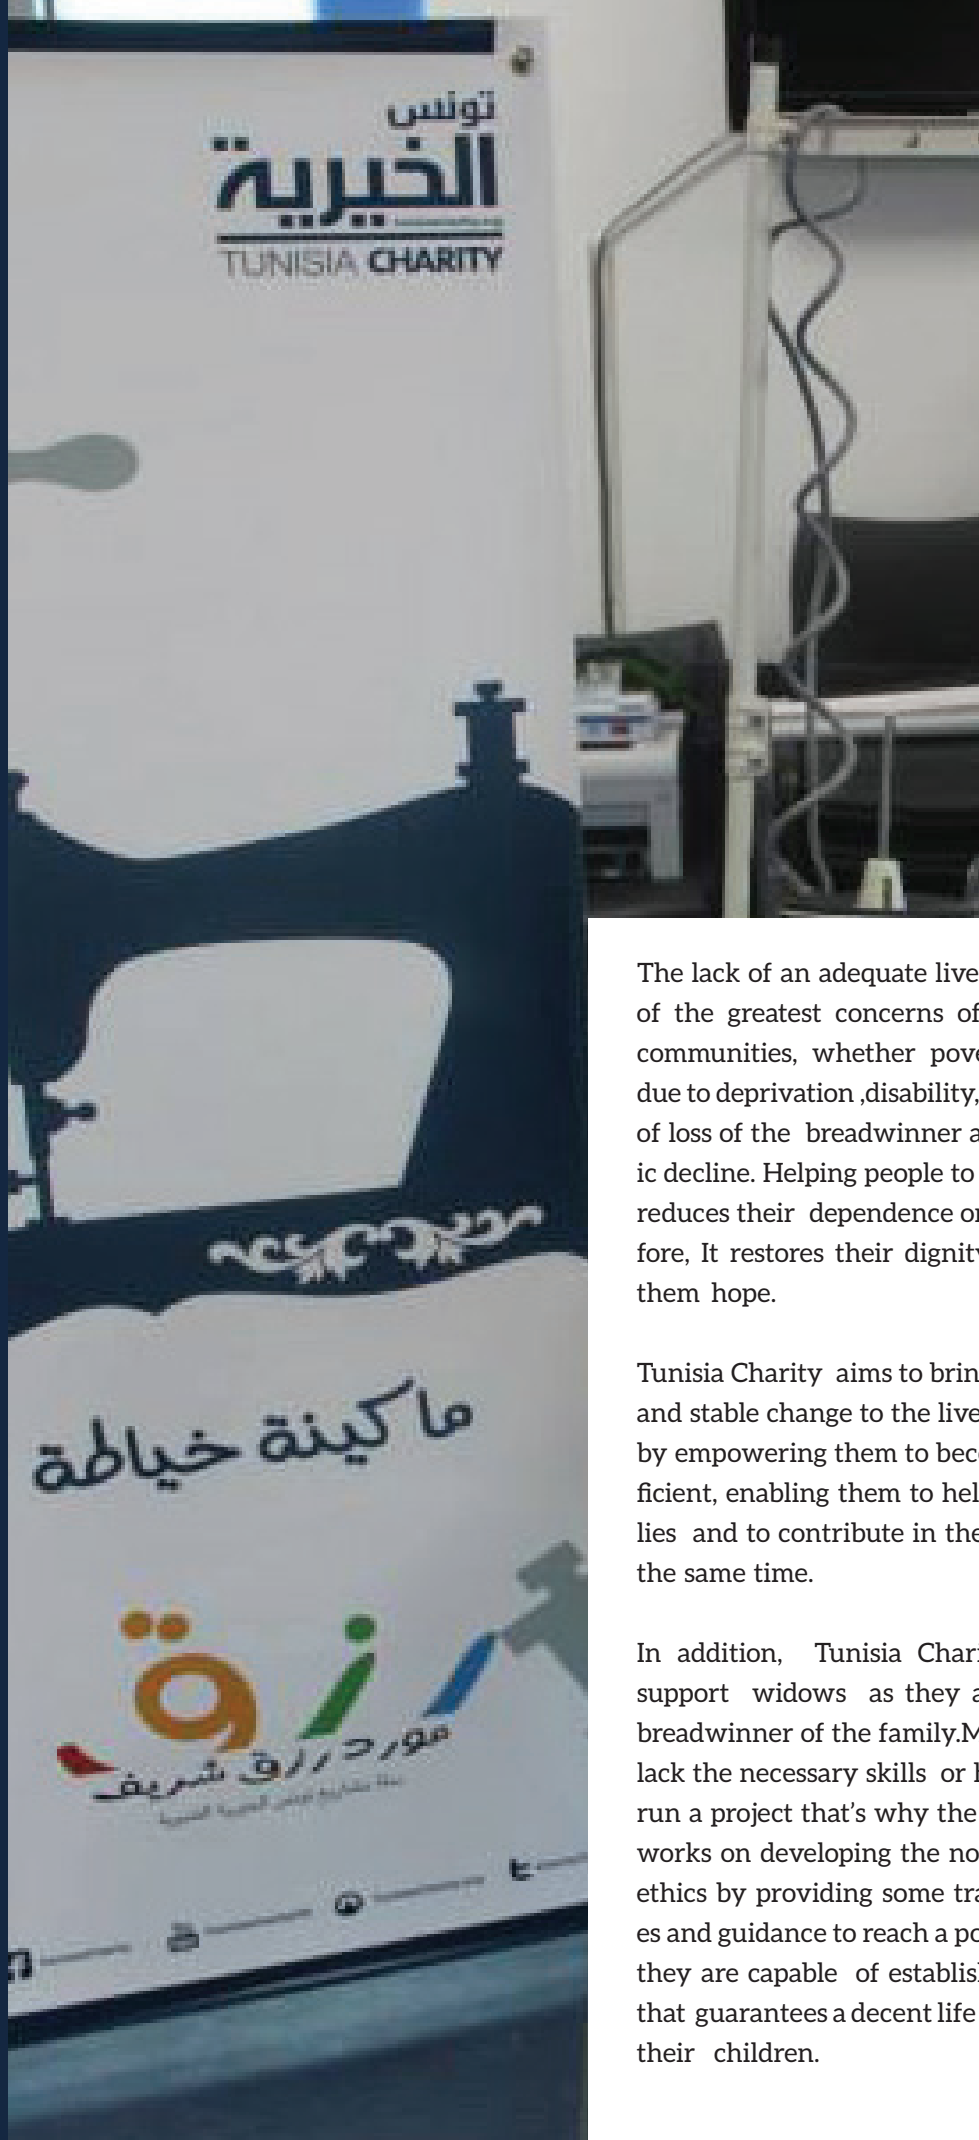 تونس
الخيرية
TUNISIA CHARITY
ماكينة خياطة
رزق
مورد رزق شريف
The lack of an adequate live
of the greatest concerns of
communities, whether pove
due to deprivation ,disability,
of loss of the breadwinner a
ic decline. Helping people to
reduces their dependence or
fore, It restores their dignity
them hope.
Tunisia Charity aims to brin
and stable change to the live
by empowering them to bec
ficient, enabling them to hel
lies and to contribute in the
the same time.
In addition, Tunisia Char
support widows as they a
breadwinner of the family.M
lack the necessary skills or h
run a project that's why the
works on developing the no
ethics by providing some tra
es and guidance to reach a po
they are capable of establis
that guarantees a decent life
their children.